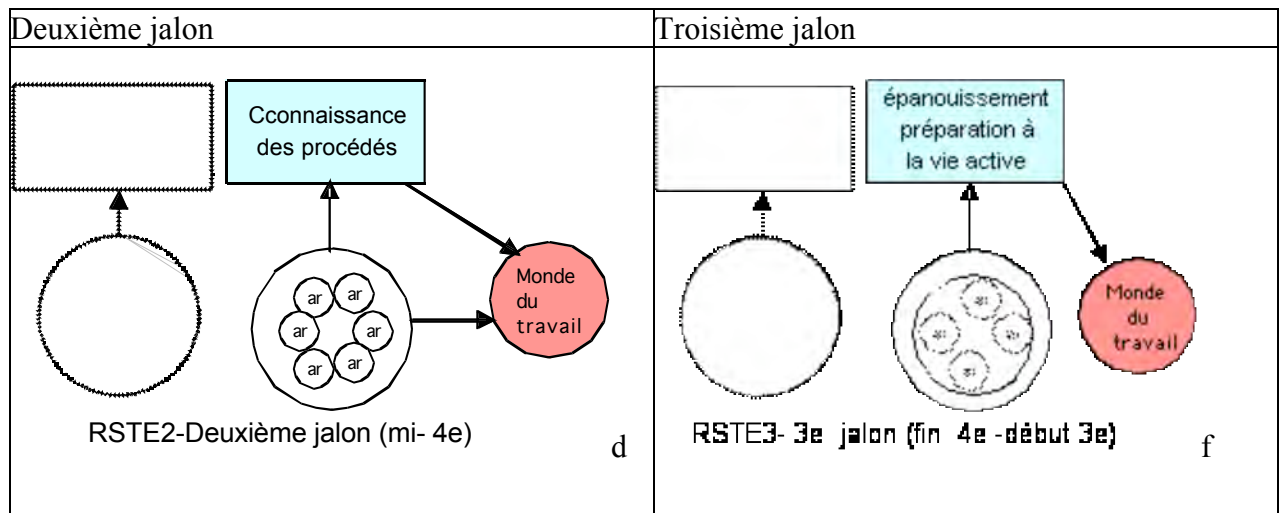 Deuxième jalon
Cconnaissance
des procédés
ar
ar
ar
ar
ar
ar
Monde
du
travail
RSTE2-Deuxième jalon (mi- 4e)
d
Troisième jalon
épanouissement
préparation à
la vie active
Monde
du
travail
RSTE3- 3e jalon (fin 4e -début 3e)
f